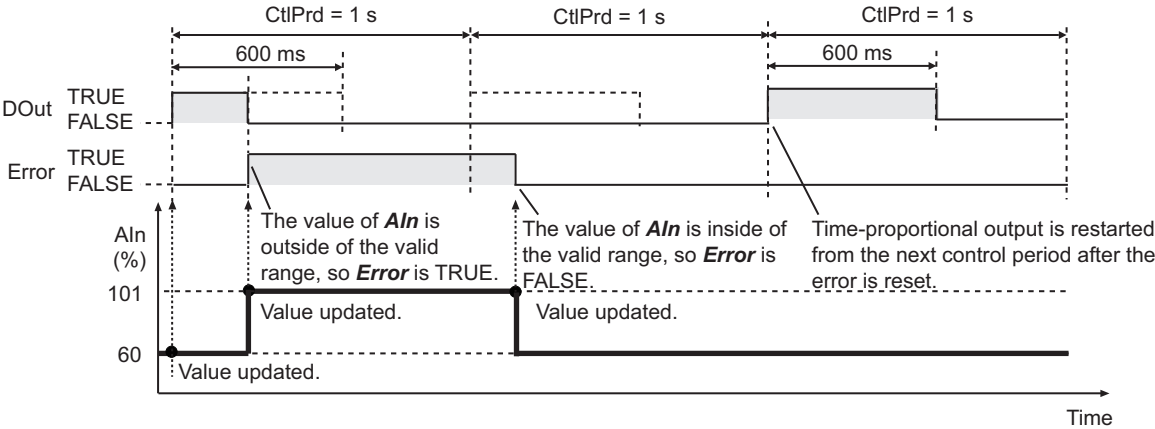 CtlPrd = 1 s
CtlPrd = 1 s
CtlPrd = 1 s
600 ms
600 ms
DOut
TRUE
FALSE
Error
TRUE
FALSE
The value of AIn is
outside of the valid
range, so Error is TRUE.
The value of AIn is inside of
the valid range, so Error is
FALSE.
Time-proportional output is restarted
from the next control period after the
error is reset.
AIn
(%)
101
Value updated.
Value updated.
60
Value updated.
Time